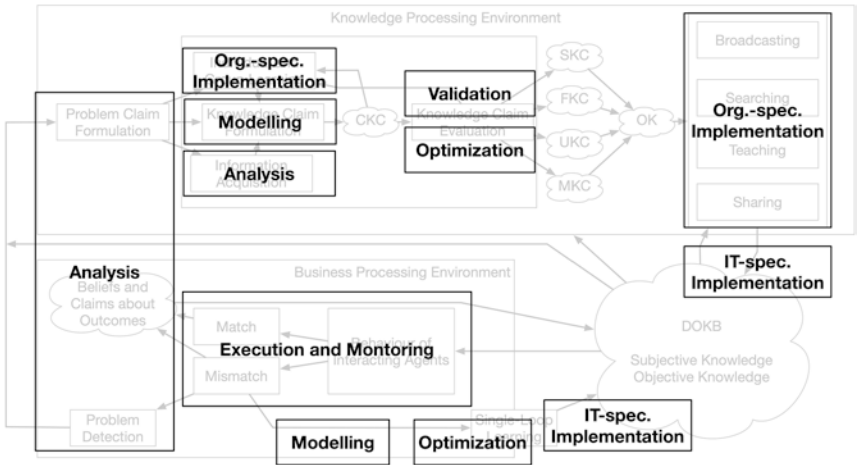 Knowledge Processing Environment
Broadcasting
SKC
Org.-spec.
Implementation
Validation
FKC
Searching
Problem Claim
Formulation
Modelling
Knowledge Claim
Formulation
CKC
Knowledge Claim
Evaluation
OK
Org.-spec.
Implementation
Optimization
UKC
Teaching
Information
Acquisition
Analysis
MKC
Sharing
Analysis
Business Processing Environment
IT-spec.
Implementation
Beliefs and
Claims about
Outcomes
Match
Behaviour of
Interacting Agents
Execution and Montoring
Mismatch
DOKB
Subjective Knowledge
Objective Knowledge
Problem
Detection
Modelling
Optimization
Single-Loop
Learning
IT-spec.
Implementation